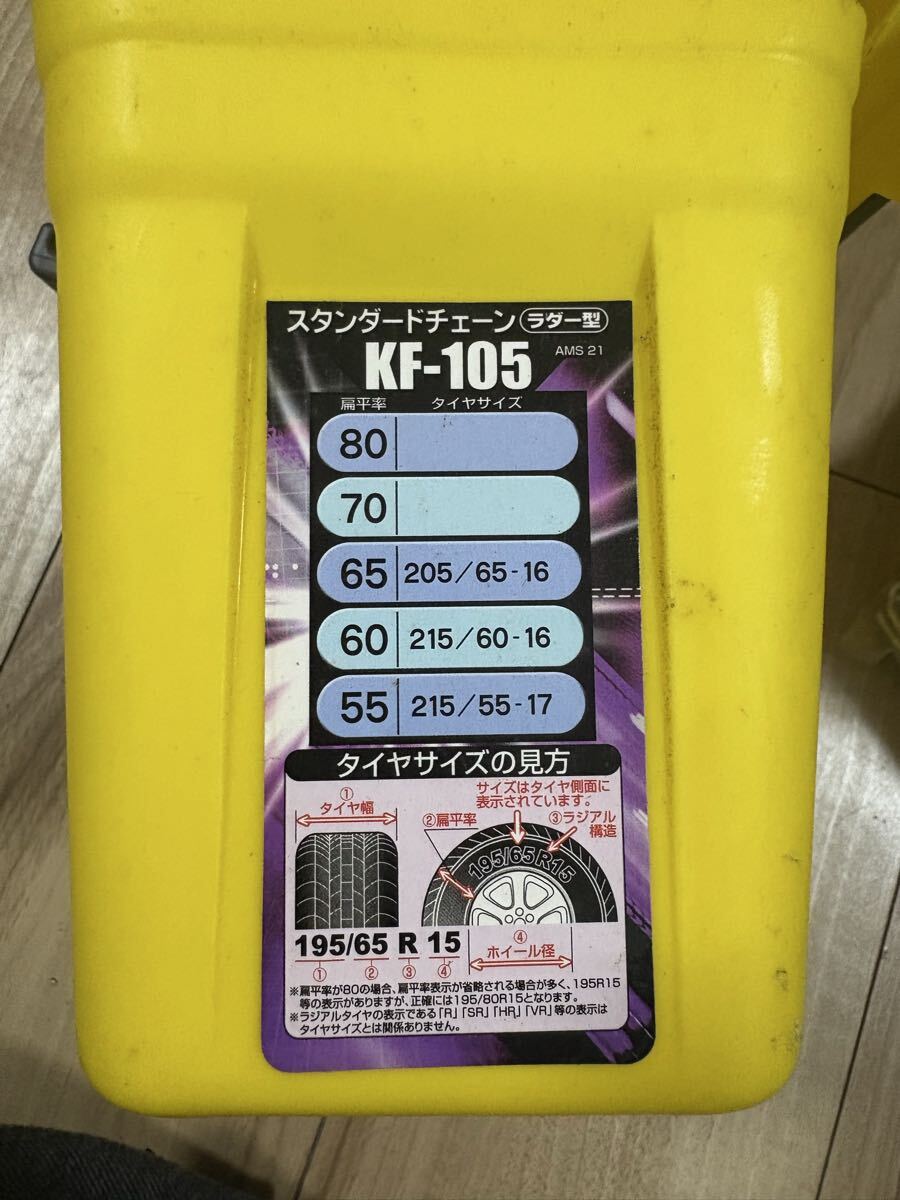 スタンダードチェーン ラダー型
KF-105 AMS 21
扁平率 タイヤサイズ
80
70
65 205/65-16
60 215/60-16
55 215/55-17
タイヤサイズの見方
①
タイヤ幅
サイズはタイヤ側面に
表示されています。
②扁平率
③ラジアル
構造
195/65R15
195/65 R 15
① ② ③ ④
④
ホイール径
※扁平率が80の場合、扁平率表示が省略される場合が多く、195R15
等の表示がありますが、正確には195/80R15となります。
※ラジアルタイヤの表示である「R」「SR」「HR」「VR」等の表示は
タイヤサイズとは関係ありません。